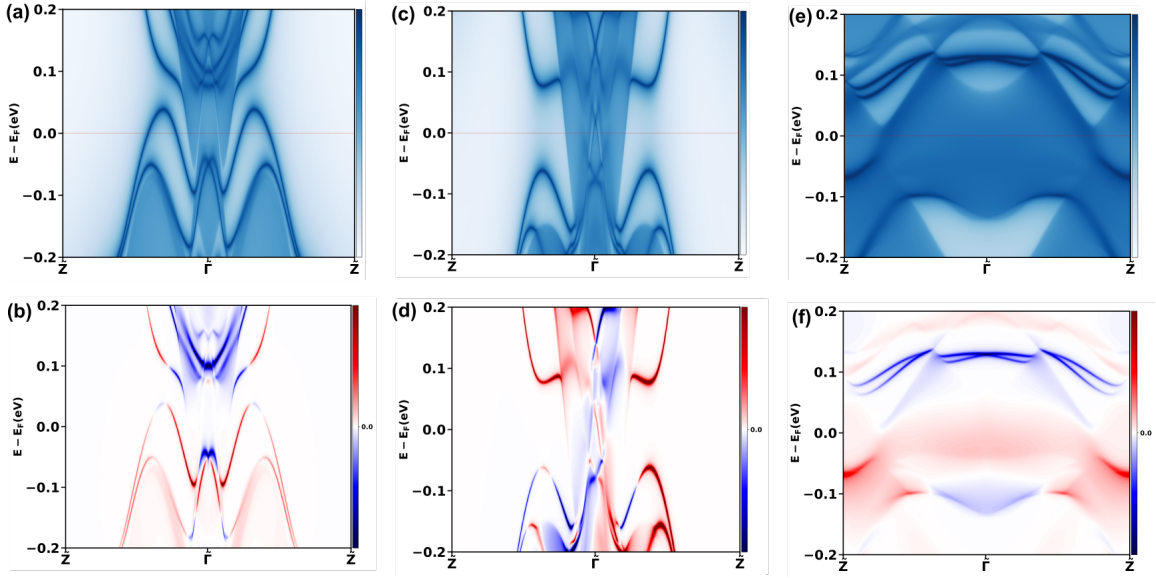 (a)
0.2
0.1
0.0
−0.1
−0.2
E − E_F(eV)
Z̃ Γ̃ Z̃
(c)
0.2
0.1
0.0
−0.1
−0.2
E − E_F(eV)
Z̃ Γ̃ Z̃
(e)
0.2
0.1
0.0
−0.1
−0.2
E − E_F(eV)
Z̃ Γ̃ Z̃
(b)
0.2
0.1
0.0
−0.1
−0.2
E − E_F(eV)
Z̃ Γ̃ Z̃
0.0
(d)
0.2
0.1
0.0
−0.1
−0.2
E − E_F(eV)
Z̃ Γ̃ Z̃
0.0
(f)
0.2
0.1
0.0
−0.1
−0.2
E − E_F(eV)
Z̃ Γ̃ Z̃
0.0